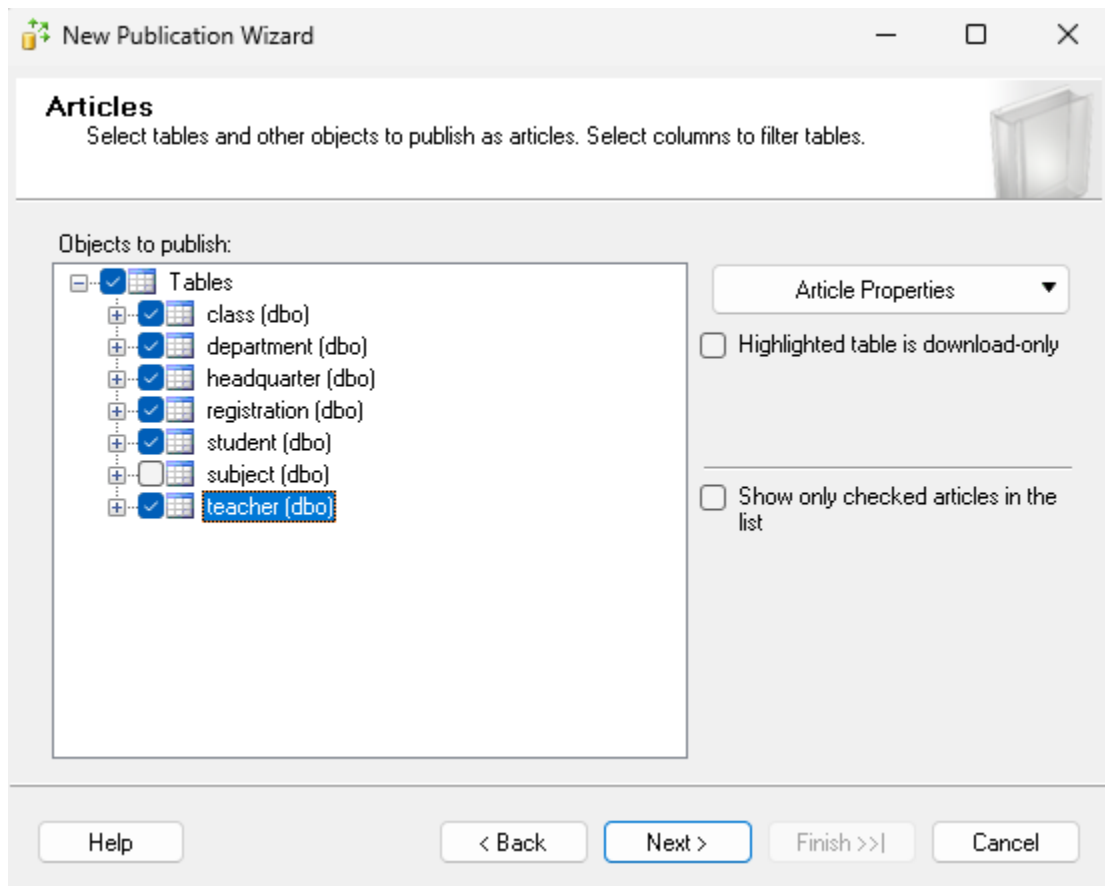 New Publication Wizard
Articles
Select tables and other objects to publish as articles. Select columns to filter tables.
Objects to publish:
Tables
class (dbo)
department (dbo)
headquarter (dbo)
registration (dbo)
student (dbo)
subject (dbo)
teacher (dbo)
Article Properties
Highlighted table is download-only
Show only checked articles in the
list
Help
< Back
Next >
Finish >>|
Cancel